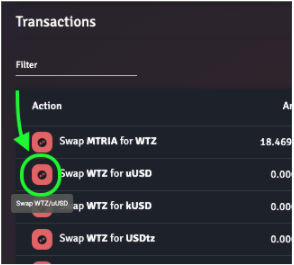 Transactions
Filter
Action
Swap MTRIA for WTZ 18.469
Swap WTZ for uUSD 0.00
Swap WTZ/uUSD
Swap WTZ for kUSD 0.00
Swap WTZ for USDtz 0.00